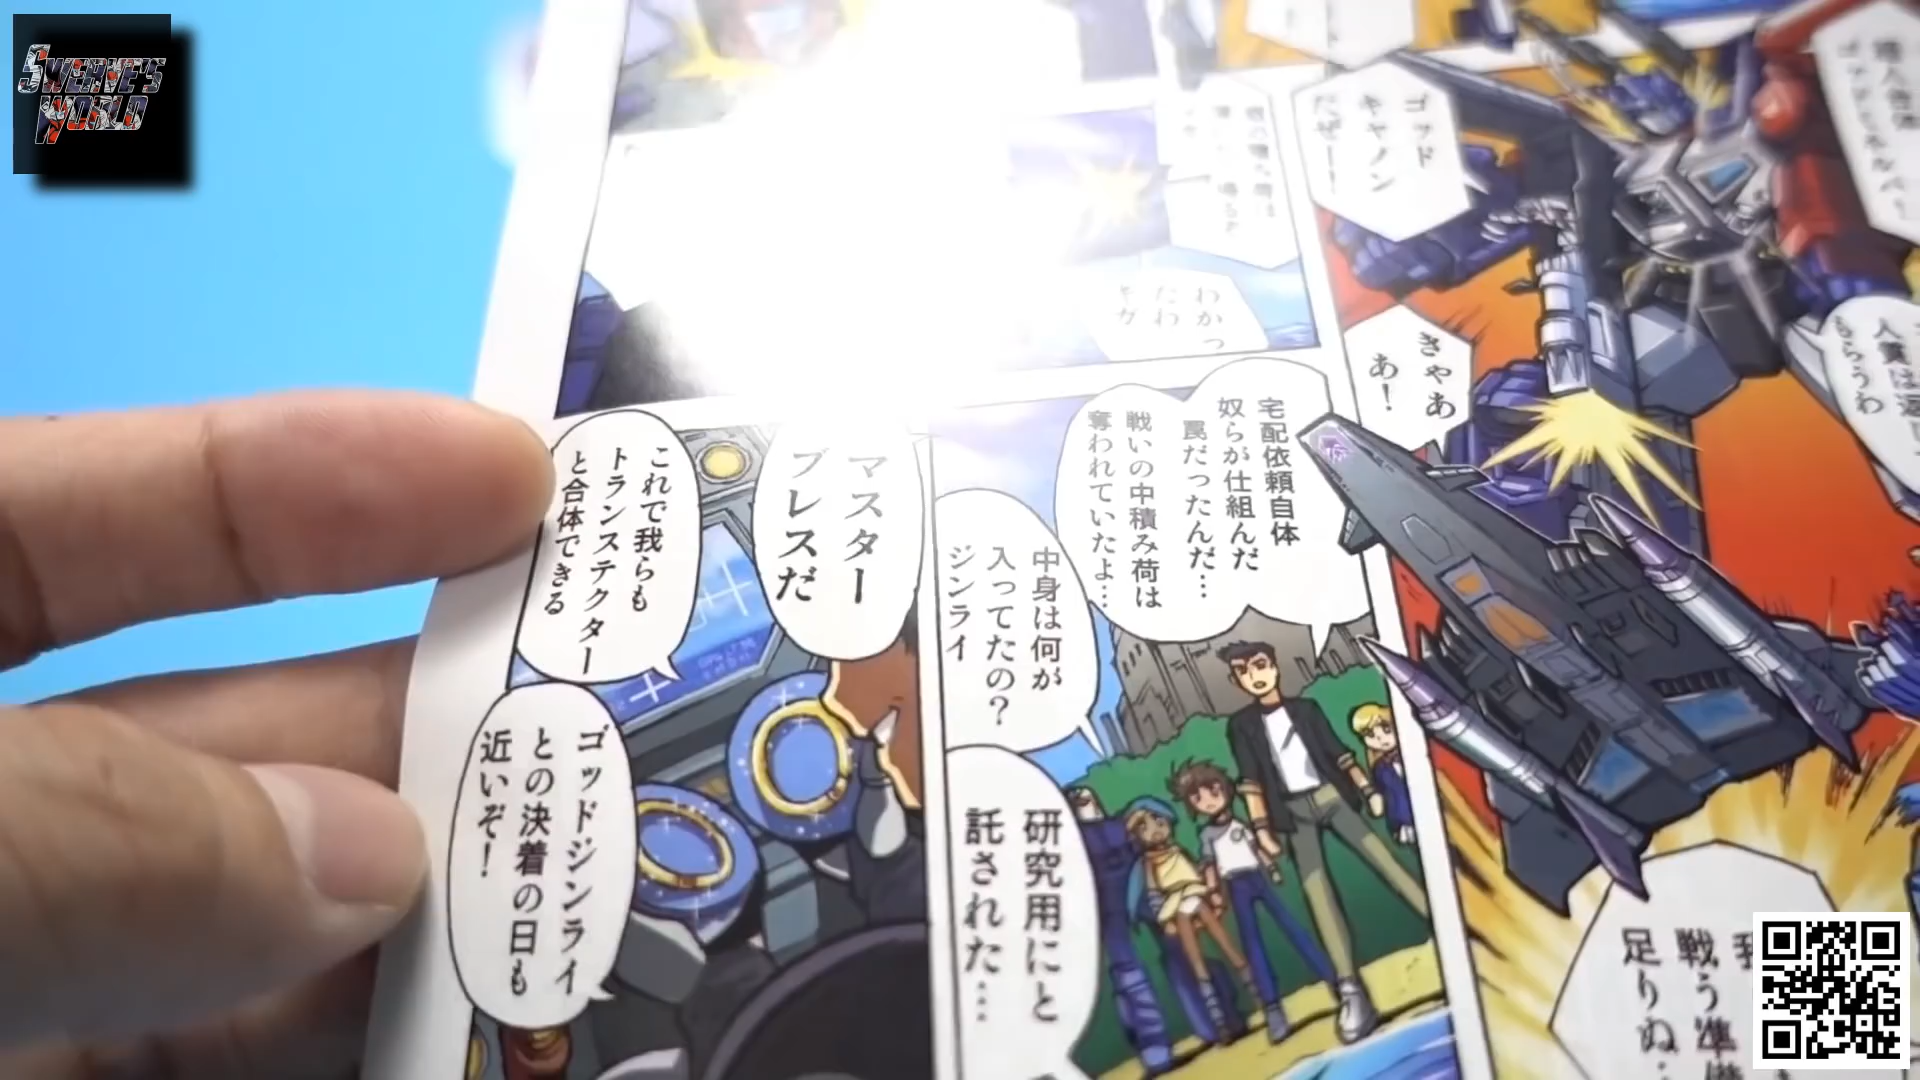 SWERVE'S
WORLD
ゴッド
キャノン
だぜー!
きゃあ
あ!
わかっ
たわ
宅配依頼自体
奴らが仕組んだ
罠だったんだ…
戦いの中積み荷は
奪われていたよ…
中身は何が
入ってたの?
ジンライ
研究用にと
託された…
マスター
ブレスだ
これで我らも
トランステクター
と合体できる
ゴッドジンライ
との決着の日も
近いぞ!
戦う準備
足りぬ…
人質は返して
もらうわ